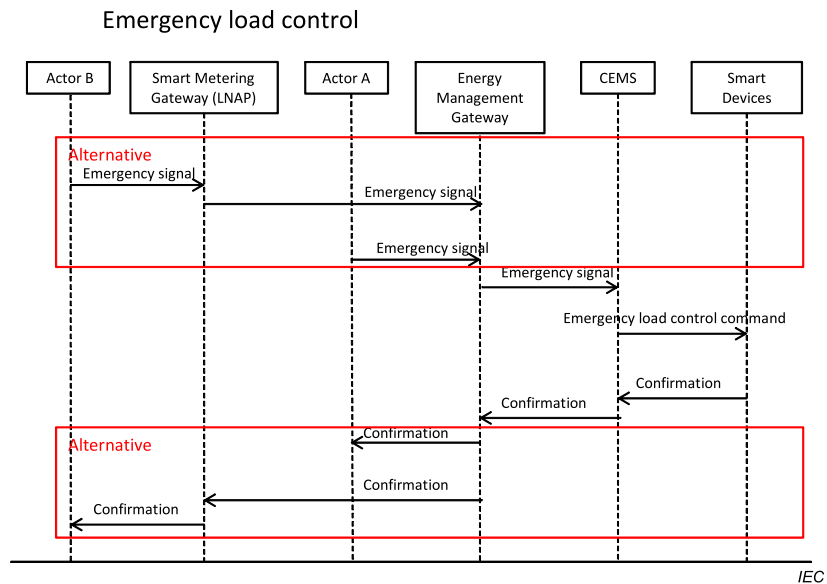 Emergency load control
Actor B
Smart Metering
Gateway (LNAP)
Actor A
Energy
Management
Gateway
CEMS
Smart
Devices
Alternative
Emergency signal
Emergency signal
Emergency signal
Emergency signal
Emergency load control command
Confirmation
Confirmation
Confirmation
Alternative
Confirmation
Confirmation
IEC